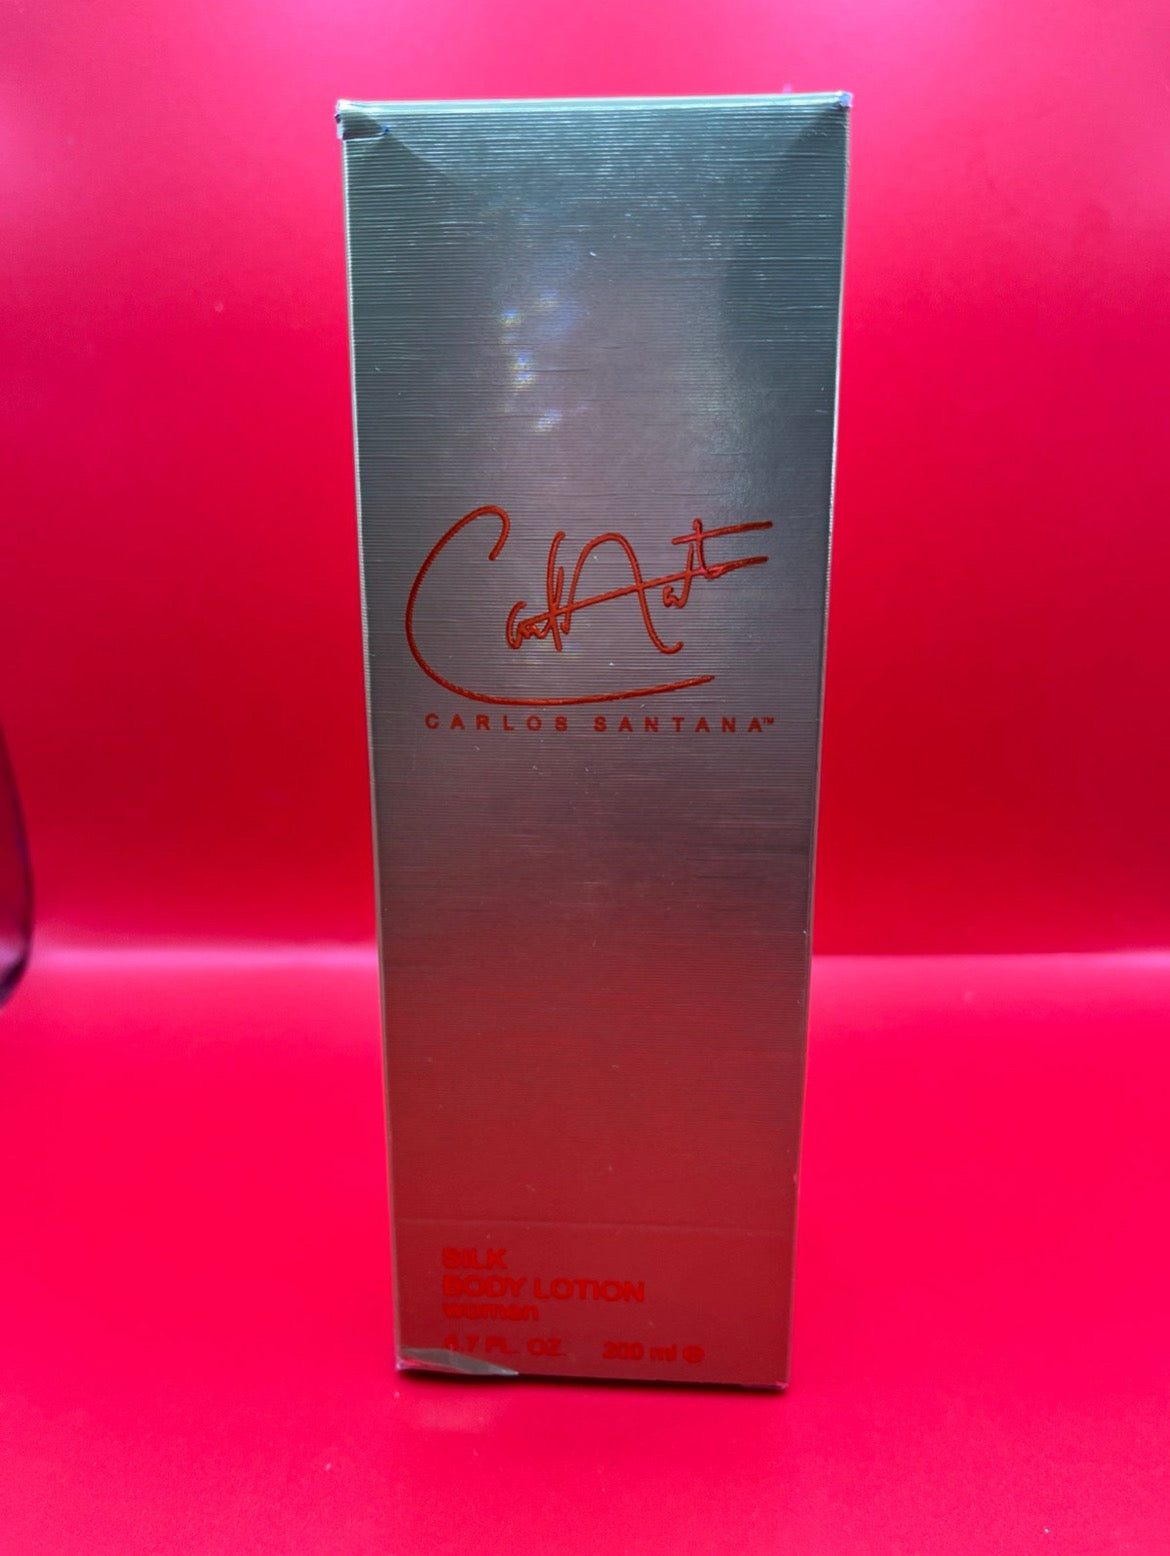 CARLOS SANTANA™
SILK
BODY LOTION
women
6.7 FL. OZ. 200 ml ℮